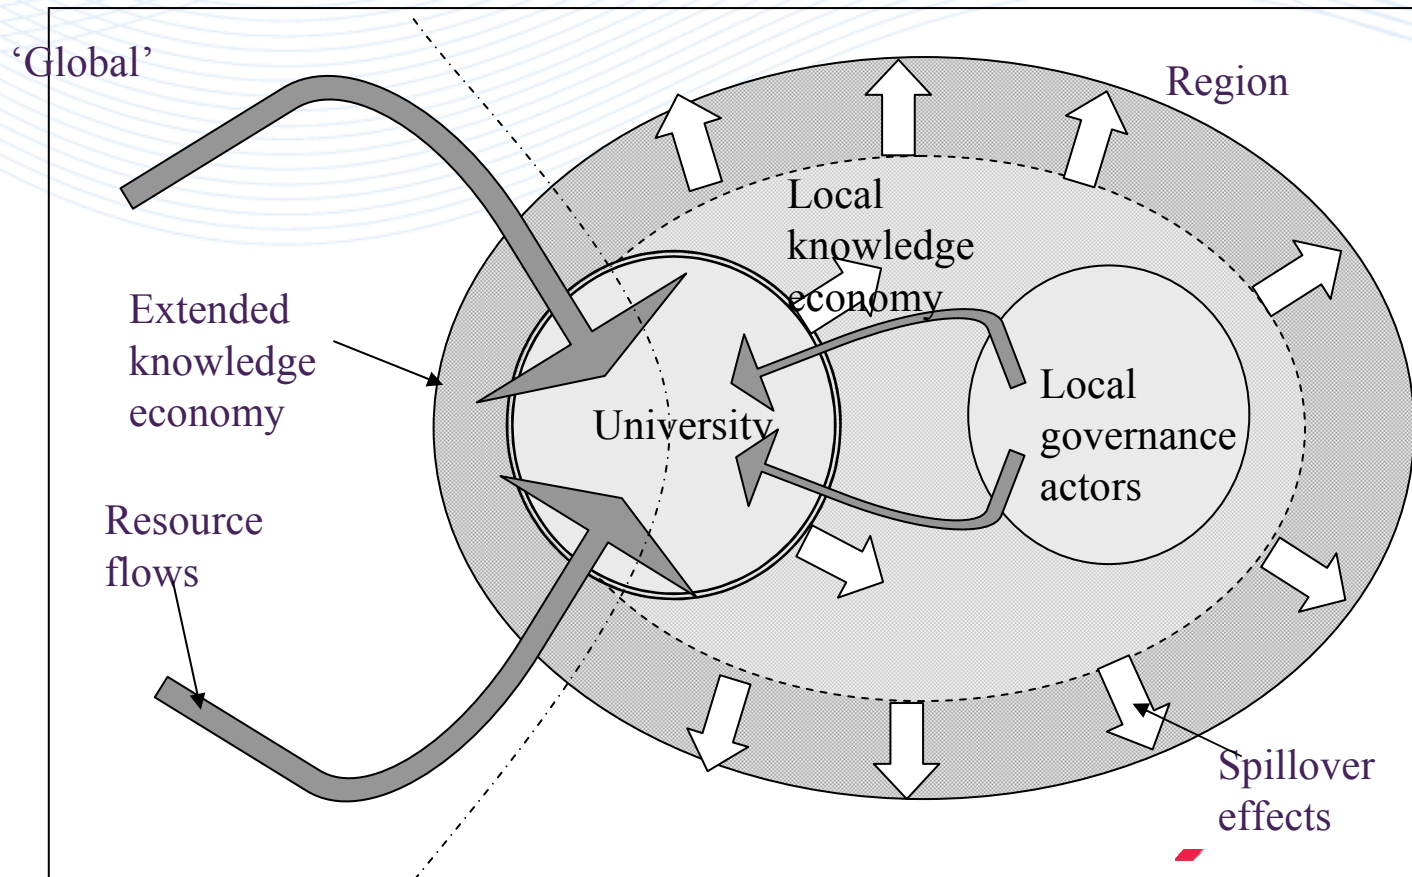 ‘Global’
Region
Local
knowledge
economy
Extended
knowledge
economy
University
Local
governance
actors
Resource
flows
Spillover
effects